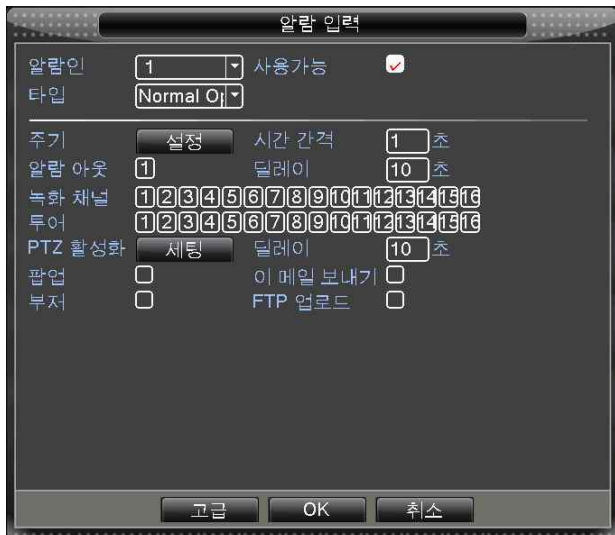 알람 입력
알람인 1 사용가능
타입 Normal Op
주기 설정 시간 간격 1 초
알람 아웃 1 딜레이 10 초
녹화 채널 1 2 3 4 5 6 7 8 9 10 11 12 13 14 15 16
투어 1 2 3 4 5 6 7 8 9 10 11 12 13 14 15 16
PTZ 활성화 세팅 딜레이 10 초
팝업 이 메일 보내기
부저 FTP 업로드
고급 OK 취소